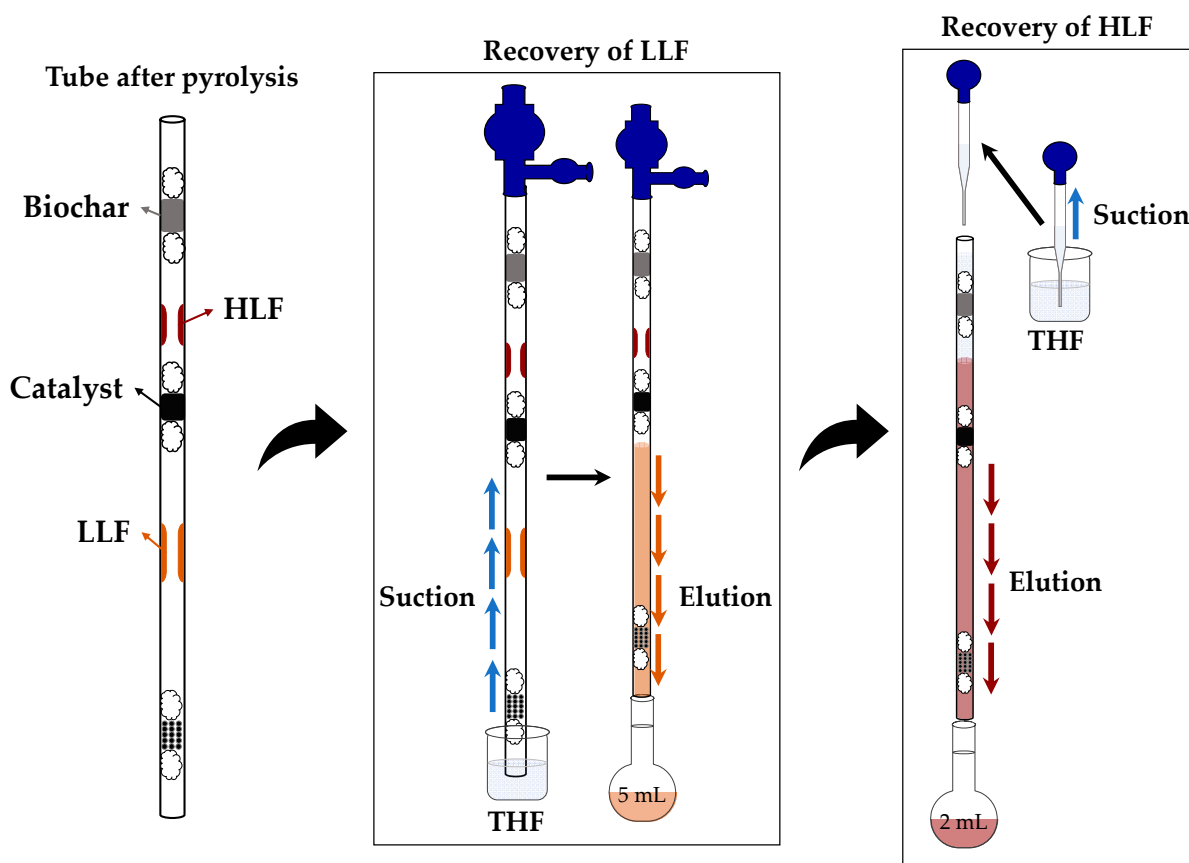 Tube after pyrolysis
Biochar
HLF
Catalyst
LLF
Recovery of LLF
Suction
THF
Elution
5 mL
Recovery of HLF
Suction
THF
Elution
2 mL